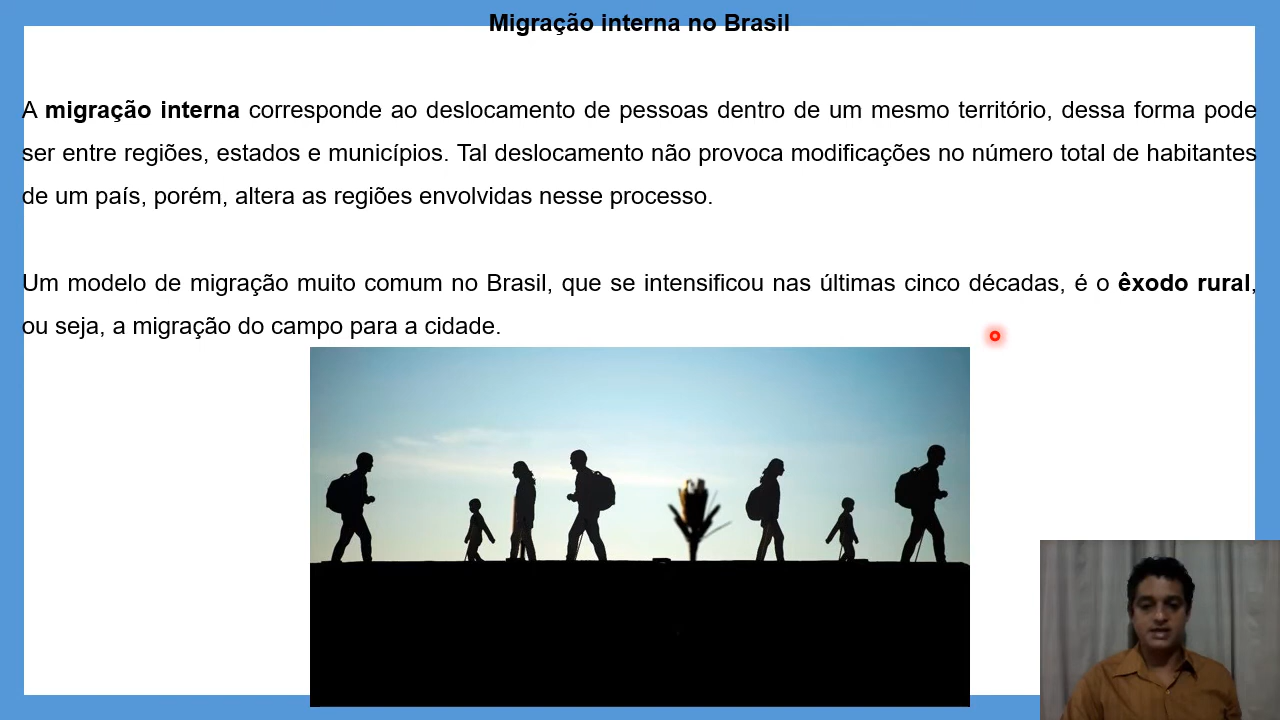 Migração interna no Brasil
A migração interna corresponde ao deslocamento de pessoas dentro de um mesmo território, dessa forma pode
ser entre regiões, estados e municípios. Tal deslocamento não provoca modificações no número total de habitantes
de um país, porém, altera as regiões envolvidas nesse processo.
Um modelo de migração muito comum no Brasil, que se intensificou nas últimas cinco décadas, é o êxodo rural,
ou seja, a migração do campo para a cidade.